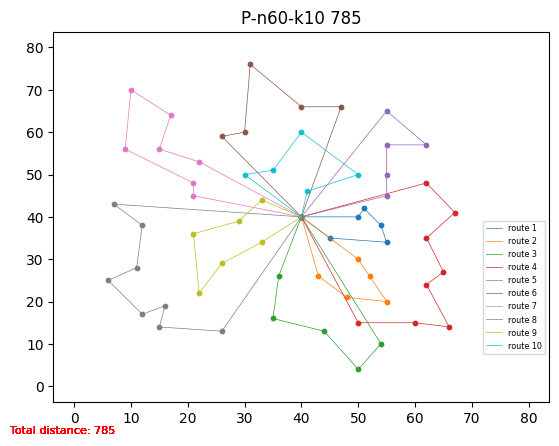 P-n60-k10 785
80
70
60
50
40
30
20
10
0
route 1
route 2
route 3
route 4
route 5
route 6
route 7
route 8
route 9
route 10
0 10 20 30 40 50 60 70 80
Total distance: 785